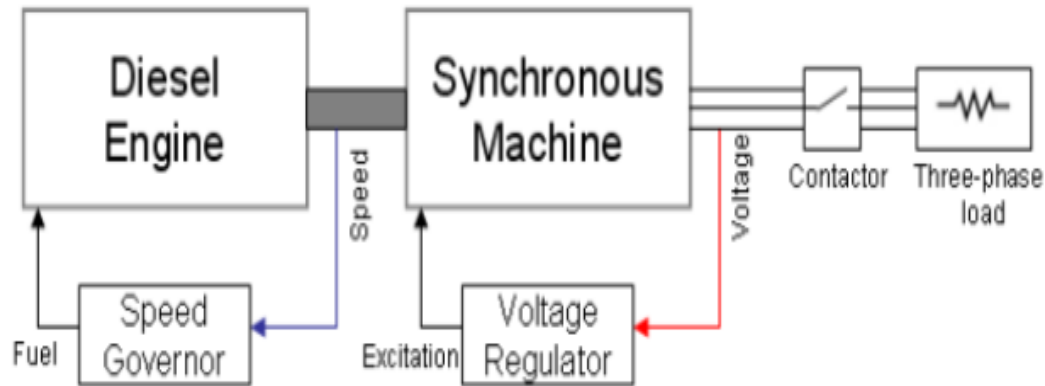 Diesel
Engine
Synchronous
Machine
Speed
Voltage
Contactor
Three-phase
load
Fuel
Speed
Governor
Excitation
Voltage
Regulator